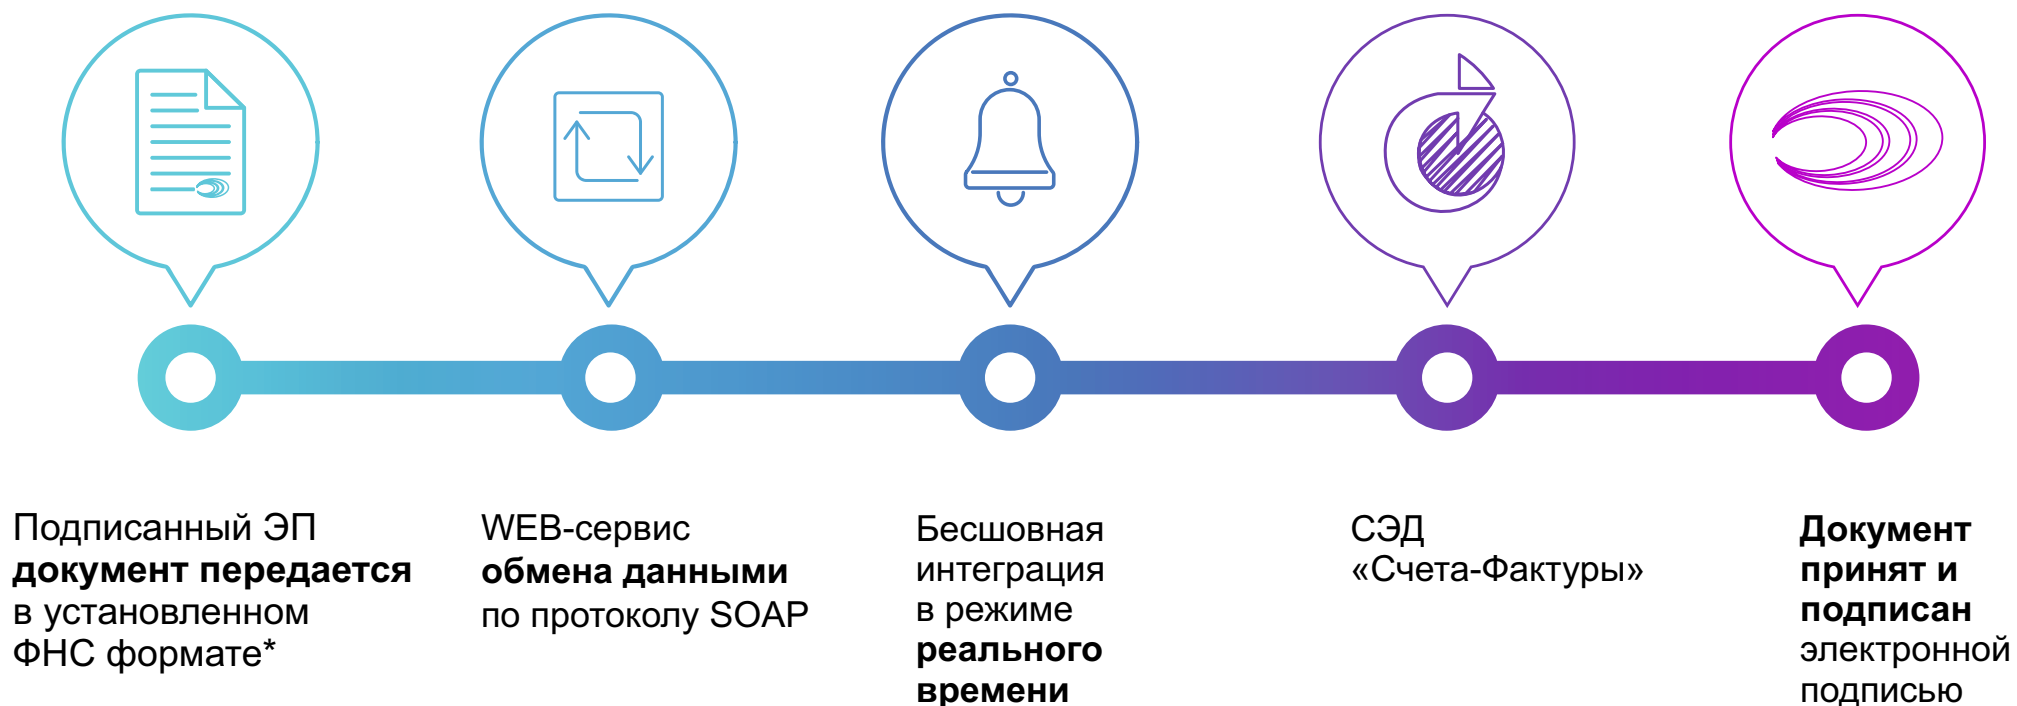 Подписанный ЭП
документ передается
в установленном
ФНС формате*
WEB-сервис
обмена данными
по протоколу SOAP
Бесшовная
интеграция
в режиме
реального
времени
СЭД
«Счета-Фактуры»
Документ
принят и
подписан
электронной
подписью